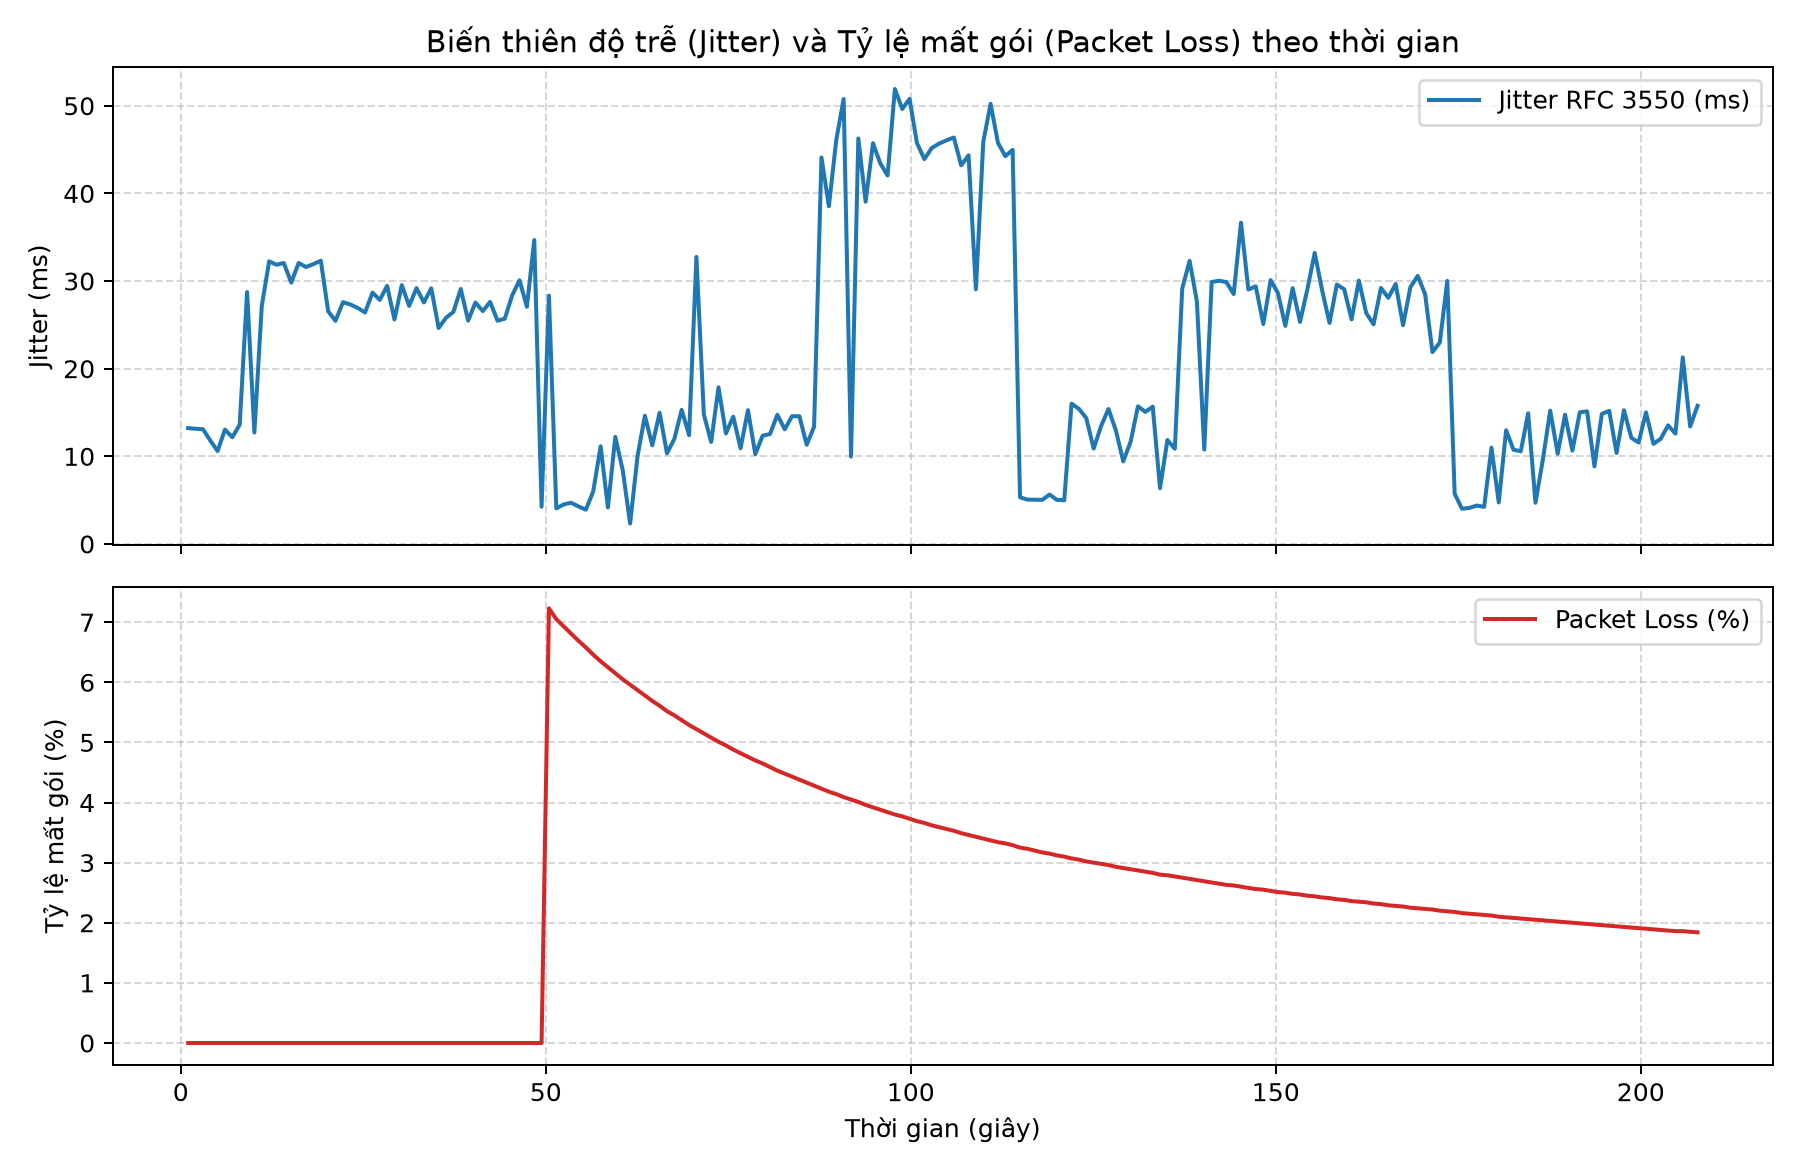 Biến thiên độ trễ (Jitter) và Tỷ lệ mất gói (Packet Loss) theo thời gian
Jitter RFC 3550 (ms)
Jitter (ms)
50
40
30
20
10
0
Packet Loss (%)
Tỷ lệ mất gói (%)
7
6
5
4
3
2
1
0
0 50 100 150 200
Thời gian (giây)